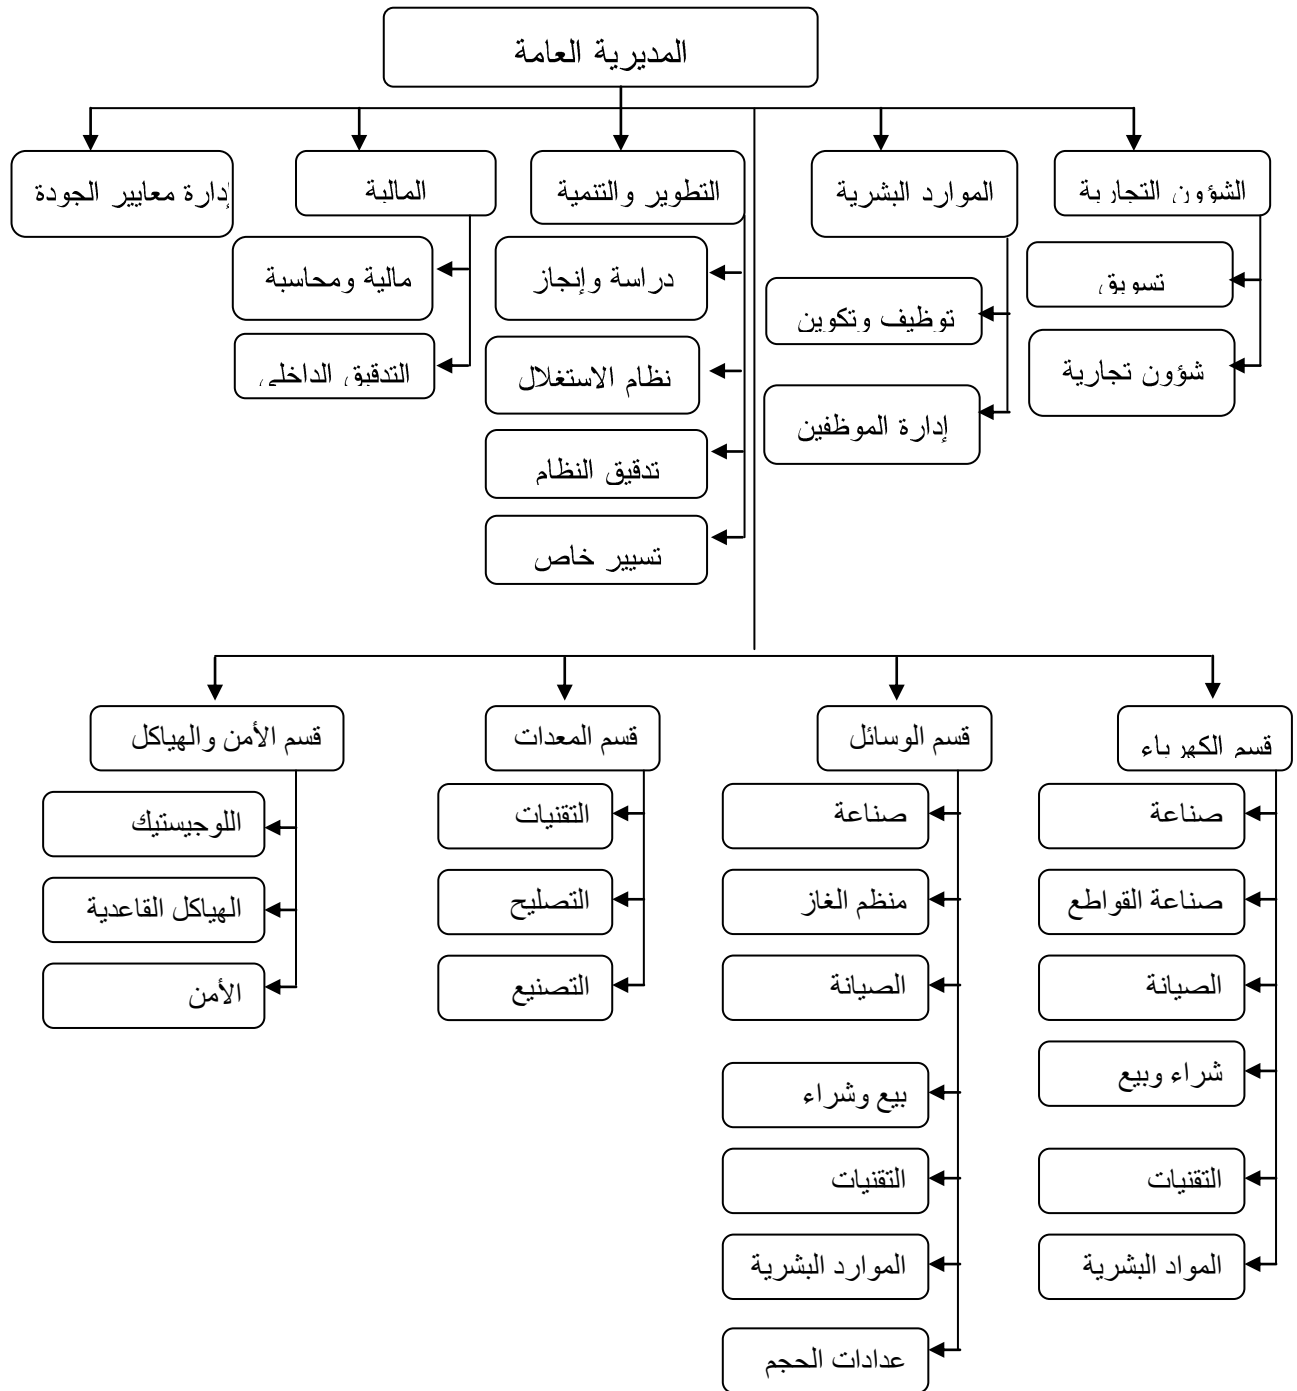 المديرية العامة
الشؤون التجارية
الموارد البشرية
التطوير والتنمية
المالية
إدارة معايير الجودة
تسويق
شؤون تجارية
توظيف وتكوين
إدارة الموظفين
دراسة وإنجاز
نظام الاستغلال
تدقيق النظام
تسيير خاص
مالية ومحاسبة
التدقيق الداخلي
قسم الكهرباء
قسم الوسائل
قسم المعدات
قسم الأمن والهياكل
صناعة
صناعة القواطع
الصيانة
شراء وبيع
التقنيات
المواد البشرية
صناعة
منظم الغاز
الصيانة
بيع وشراء
التقنيات
الموارد البشرية
عدادات الحجم
التقنيات
التصليح
التصنيع
اللوجيستيك
الهياكل القاعدية
الأمن